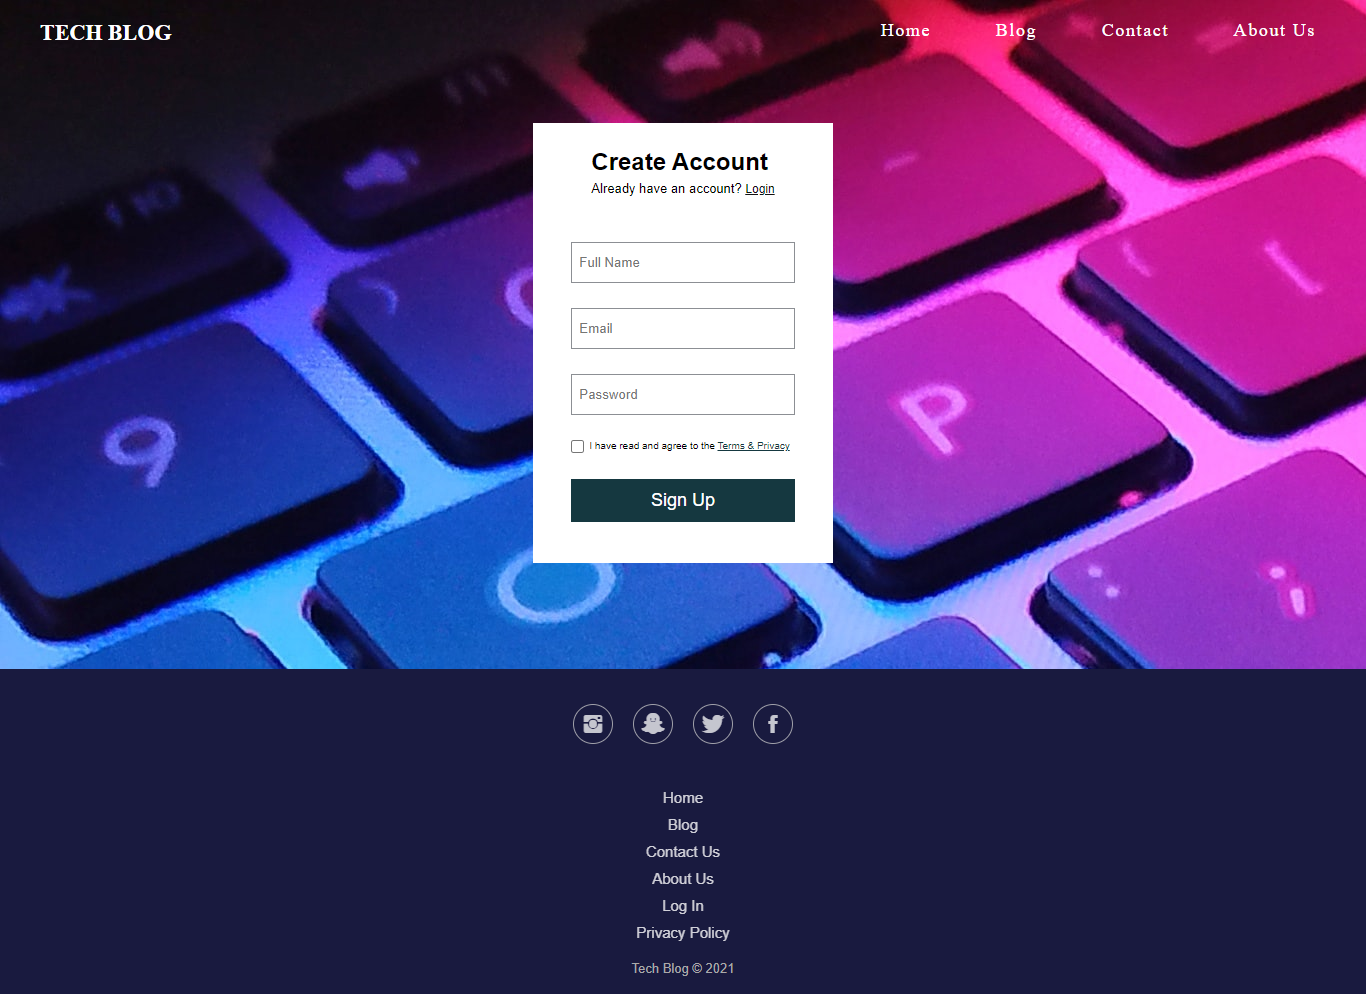 TECH BLOG
Home Blog Contact About Us
Create Account
Already have an account? Login
Full Name
Email
Password
I have read and agree to the Terms & Privacy
Sign Up
f10
9
P
Home
Blog
Contact Us
About Us
Log In
Privacy Policy
Tech Blog © 2021